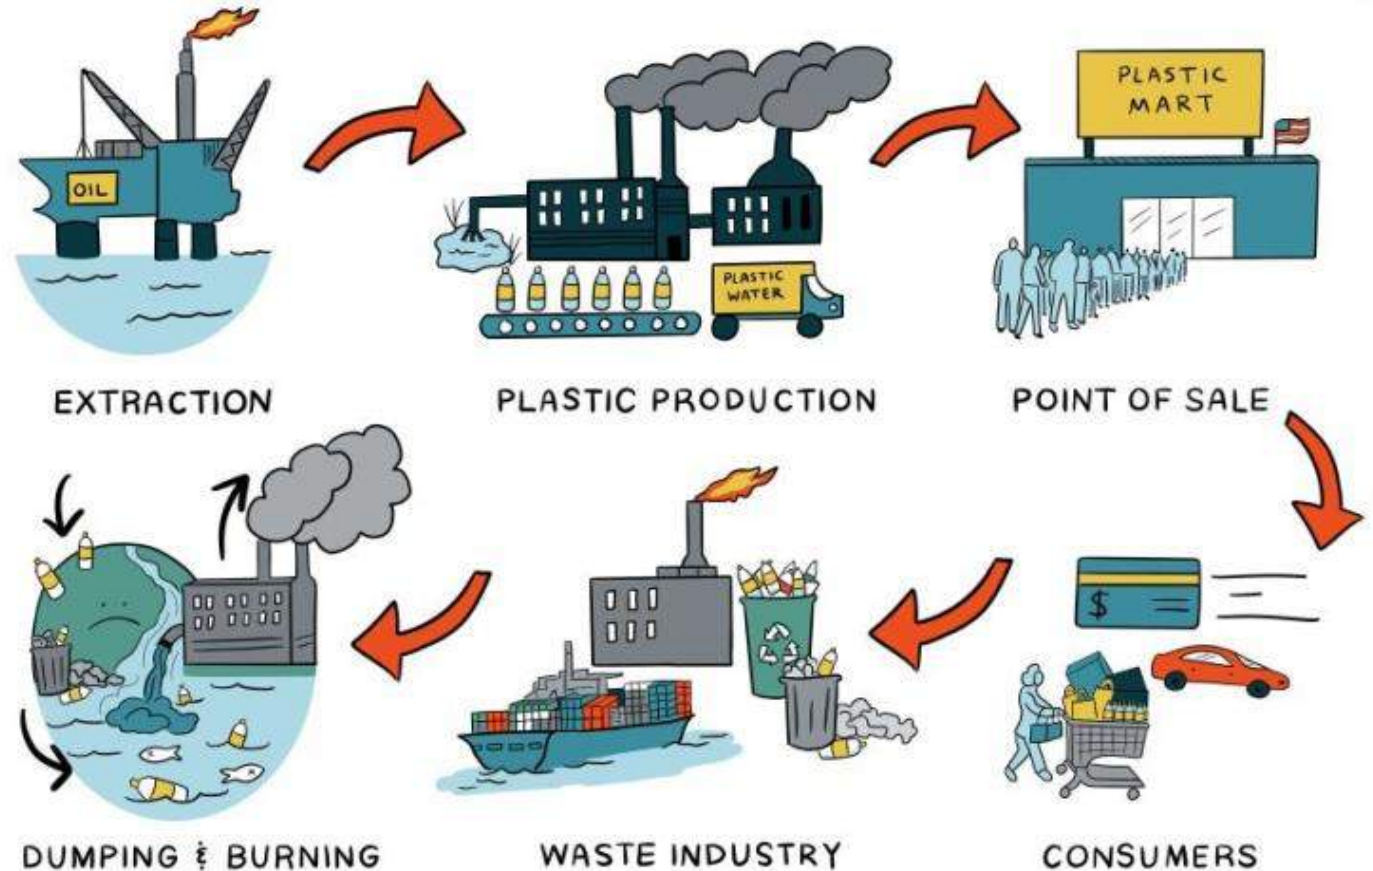 OIL
PLASTIC
WATER
PLASTIC
MART
EXTRACTION
PLASTIC PRODUCTION
POINT OF SALE
$
DUMPING & BURNING
WASTE INDUSTRY
CONSUMERS